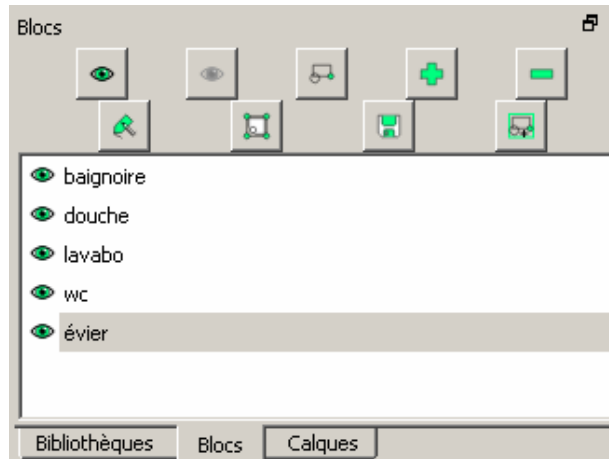 Blocs
baignoire
douche
lavabo
wc
évier
Bibliothèques Blocs Calques